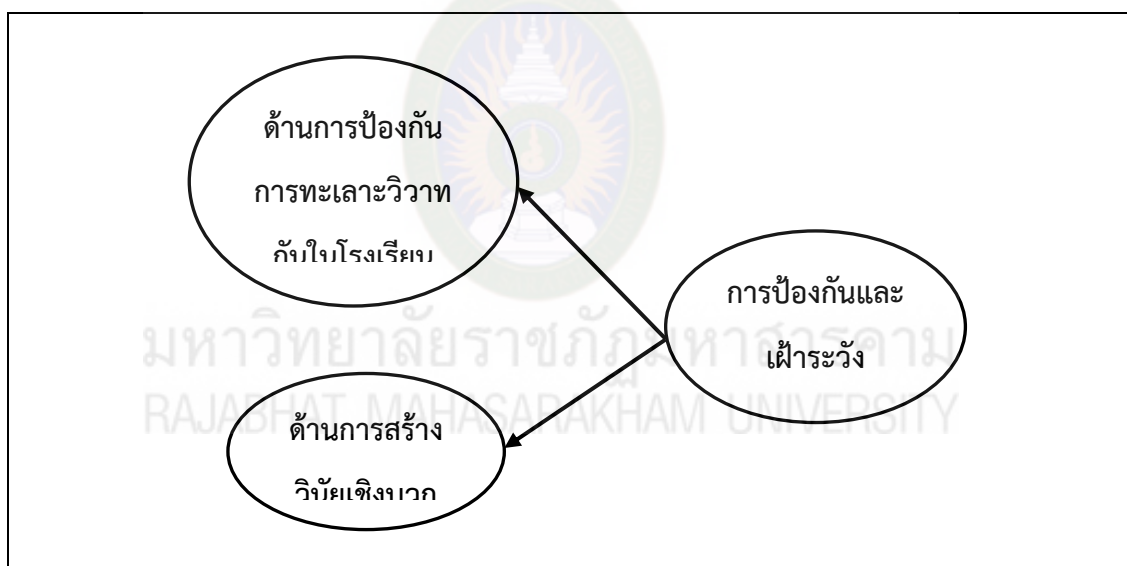 ด้านการป้องกัน
การทะเลาะวิวาท
กันในโรงเรียน
การป้องกันและ
เฝ้าระวัง
ด้านการสร้าง
วินัยเชิงบวก
มหาวิทยาลัยราชภัฏมหาสารคาม
RAJABHAT MAHASARAKHAM UNIVERSITY